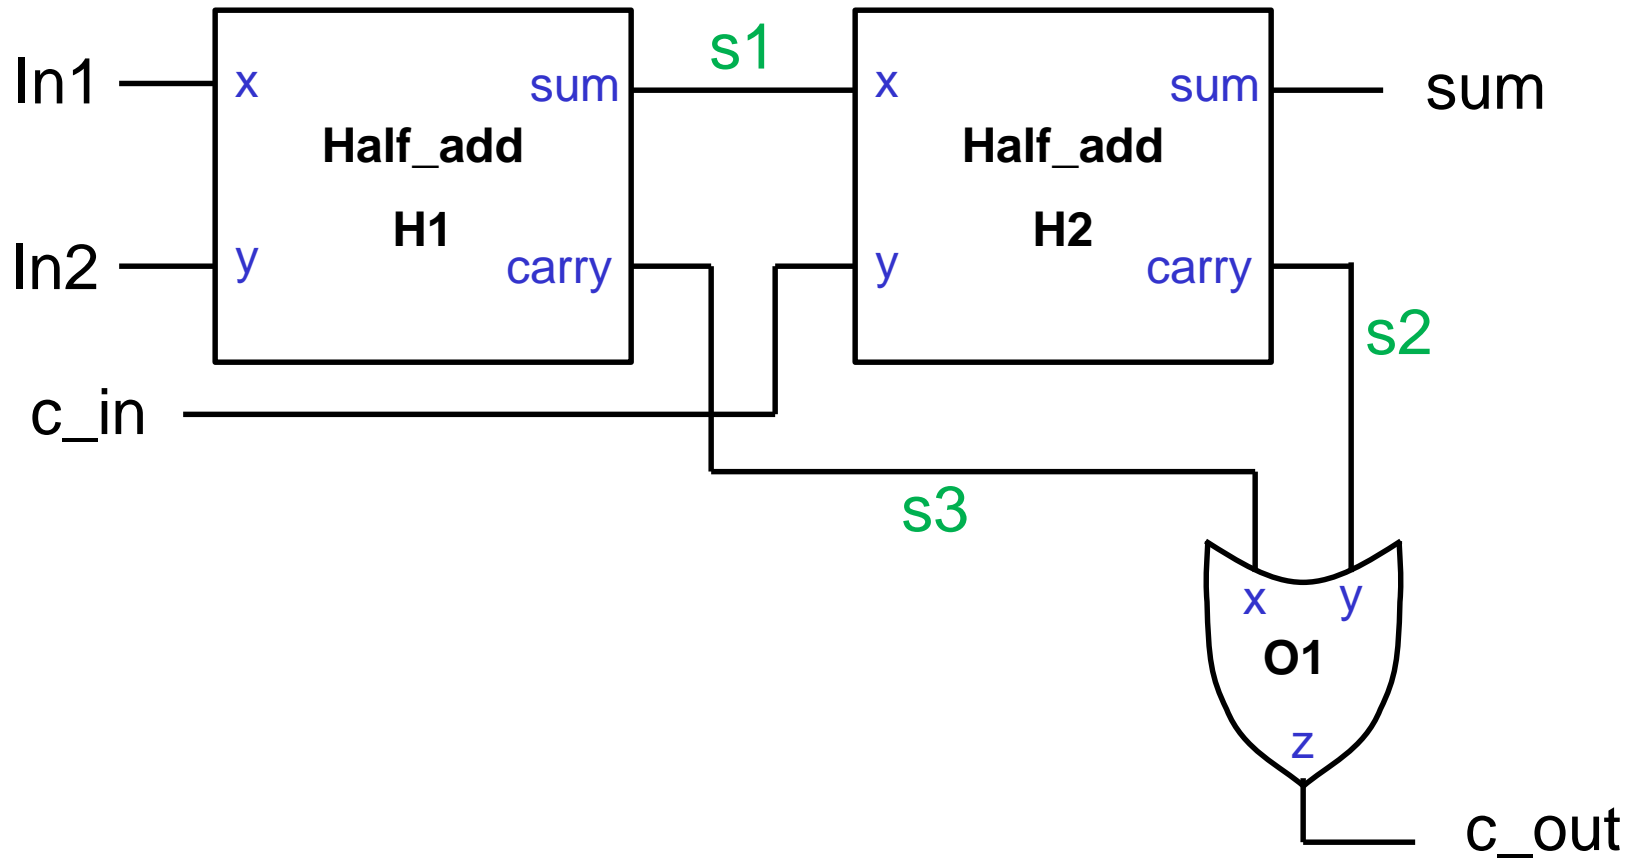 In1
x
sum
Half_add
H1
In2
y
carry
s1
x
sum
Half_add
H2
y
carry
sum
s2
c_in
s3
x
y
O1
z
c_out